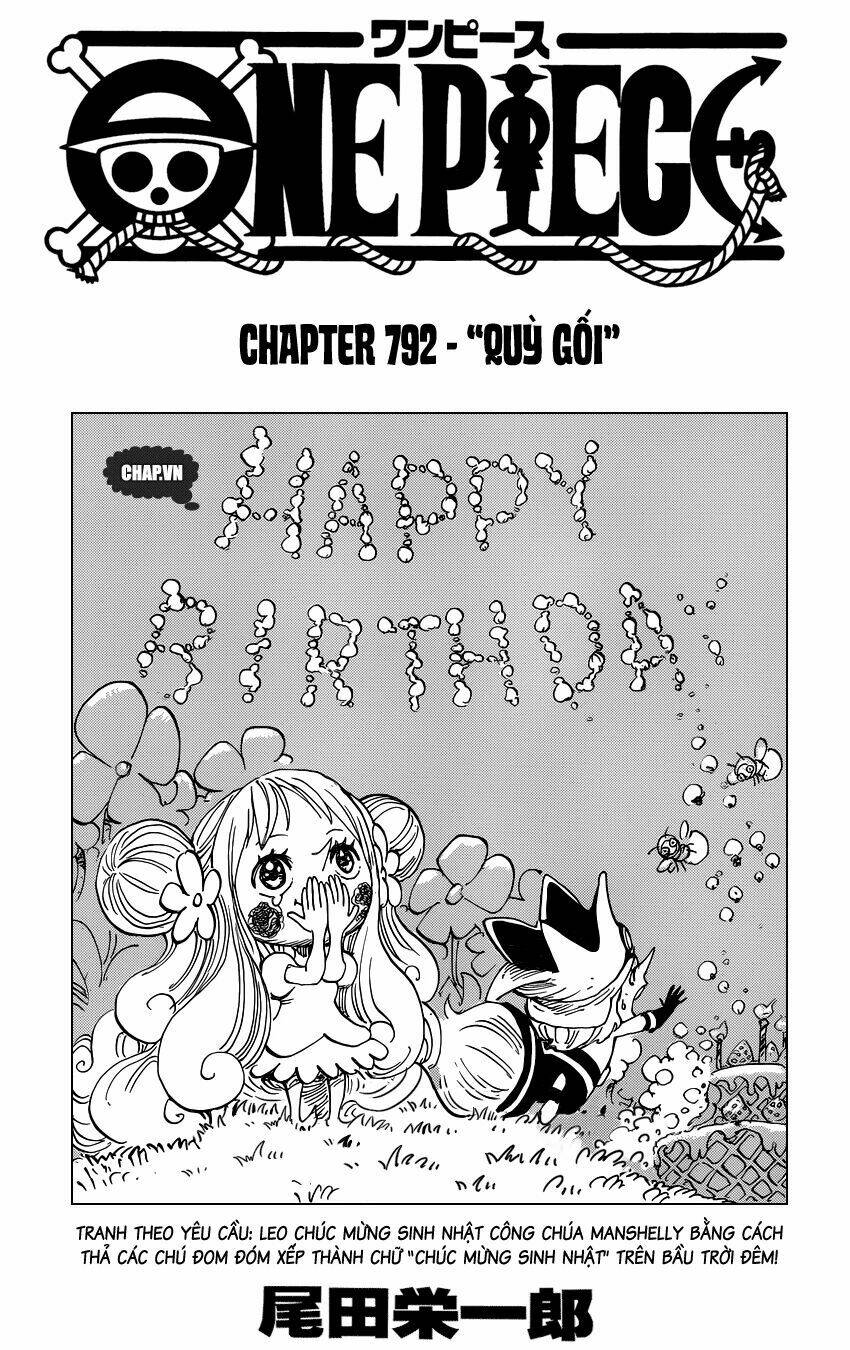 ワンピース
ONE PIECE
CHAPTER 792 - “QUỲ GỐI”
CHAP.VN
HAPPY
BIRTHDAY
TRANH THEO YÊU CẦU: LEO CHÚC MỪNG SINH NHẬT CÔNG CHÚA MANSHELLY BẰNG CÁCH
THẢ CÁC CHÚ ĐOM ĐÓM XẾP THÀNH CHỮ “CHÚC MỪNG SINH NHẬT” TRÊN BẦU TRỜI ĐÊM!
尾田栄一郎